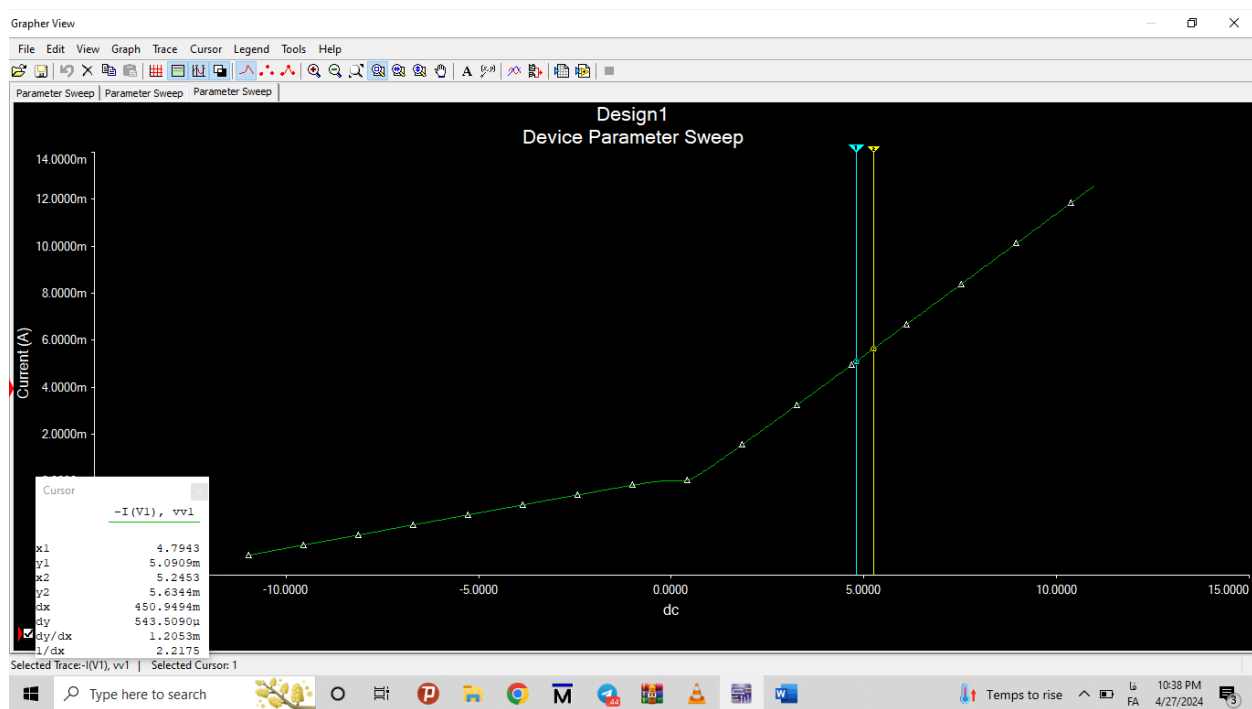 Grapher View
File Edit View Graph Trace Cursor Legend Tools Help
Parameter Sweep Parameter Sweep Parameter Sweep
Design1
Device Parameter Sweep
14.0000m
12.0000m
10.0000m
8.0000m
6.0000m
4.0000m
2.0000m
Current (A)
Cursor
-I(V1), vv1
x1 4.7943
y1 5.0909m
x2 5.2453
y2 5.6344m
dx 450.9494m
dy 543.5090µ
dy/dx 1.2053m
1/dx 2.2175
-10.0000 -5.0000 0.0000 5.0000 10.0000 15.0000
dc
Selected Trace:-I(V1), vv1 | Selected Cursor: 1
Type here to search
Temps to rise
فا
FA
10:38 PM
4/27/2024